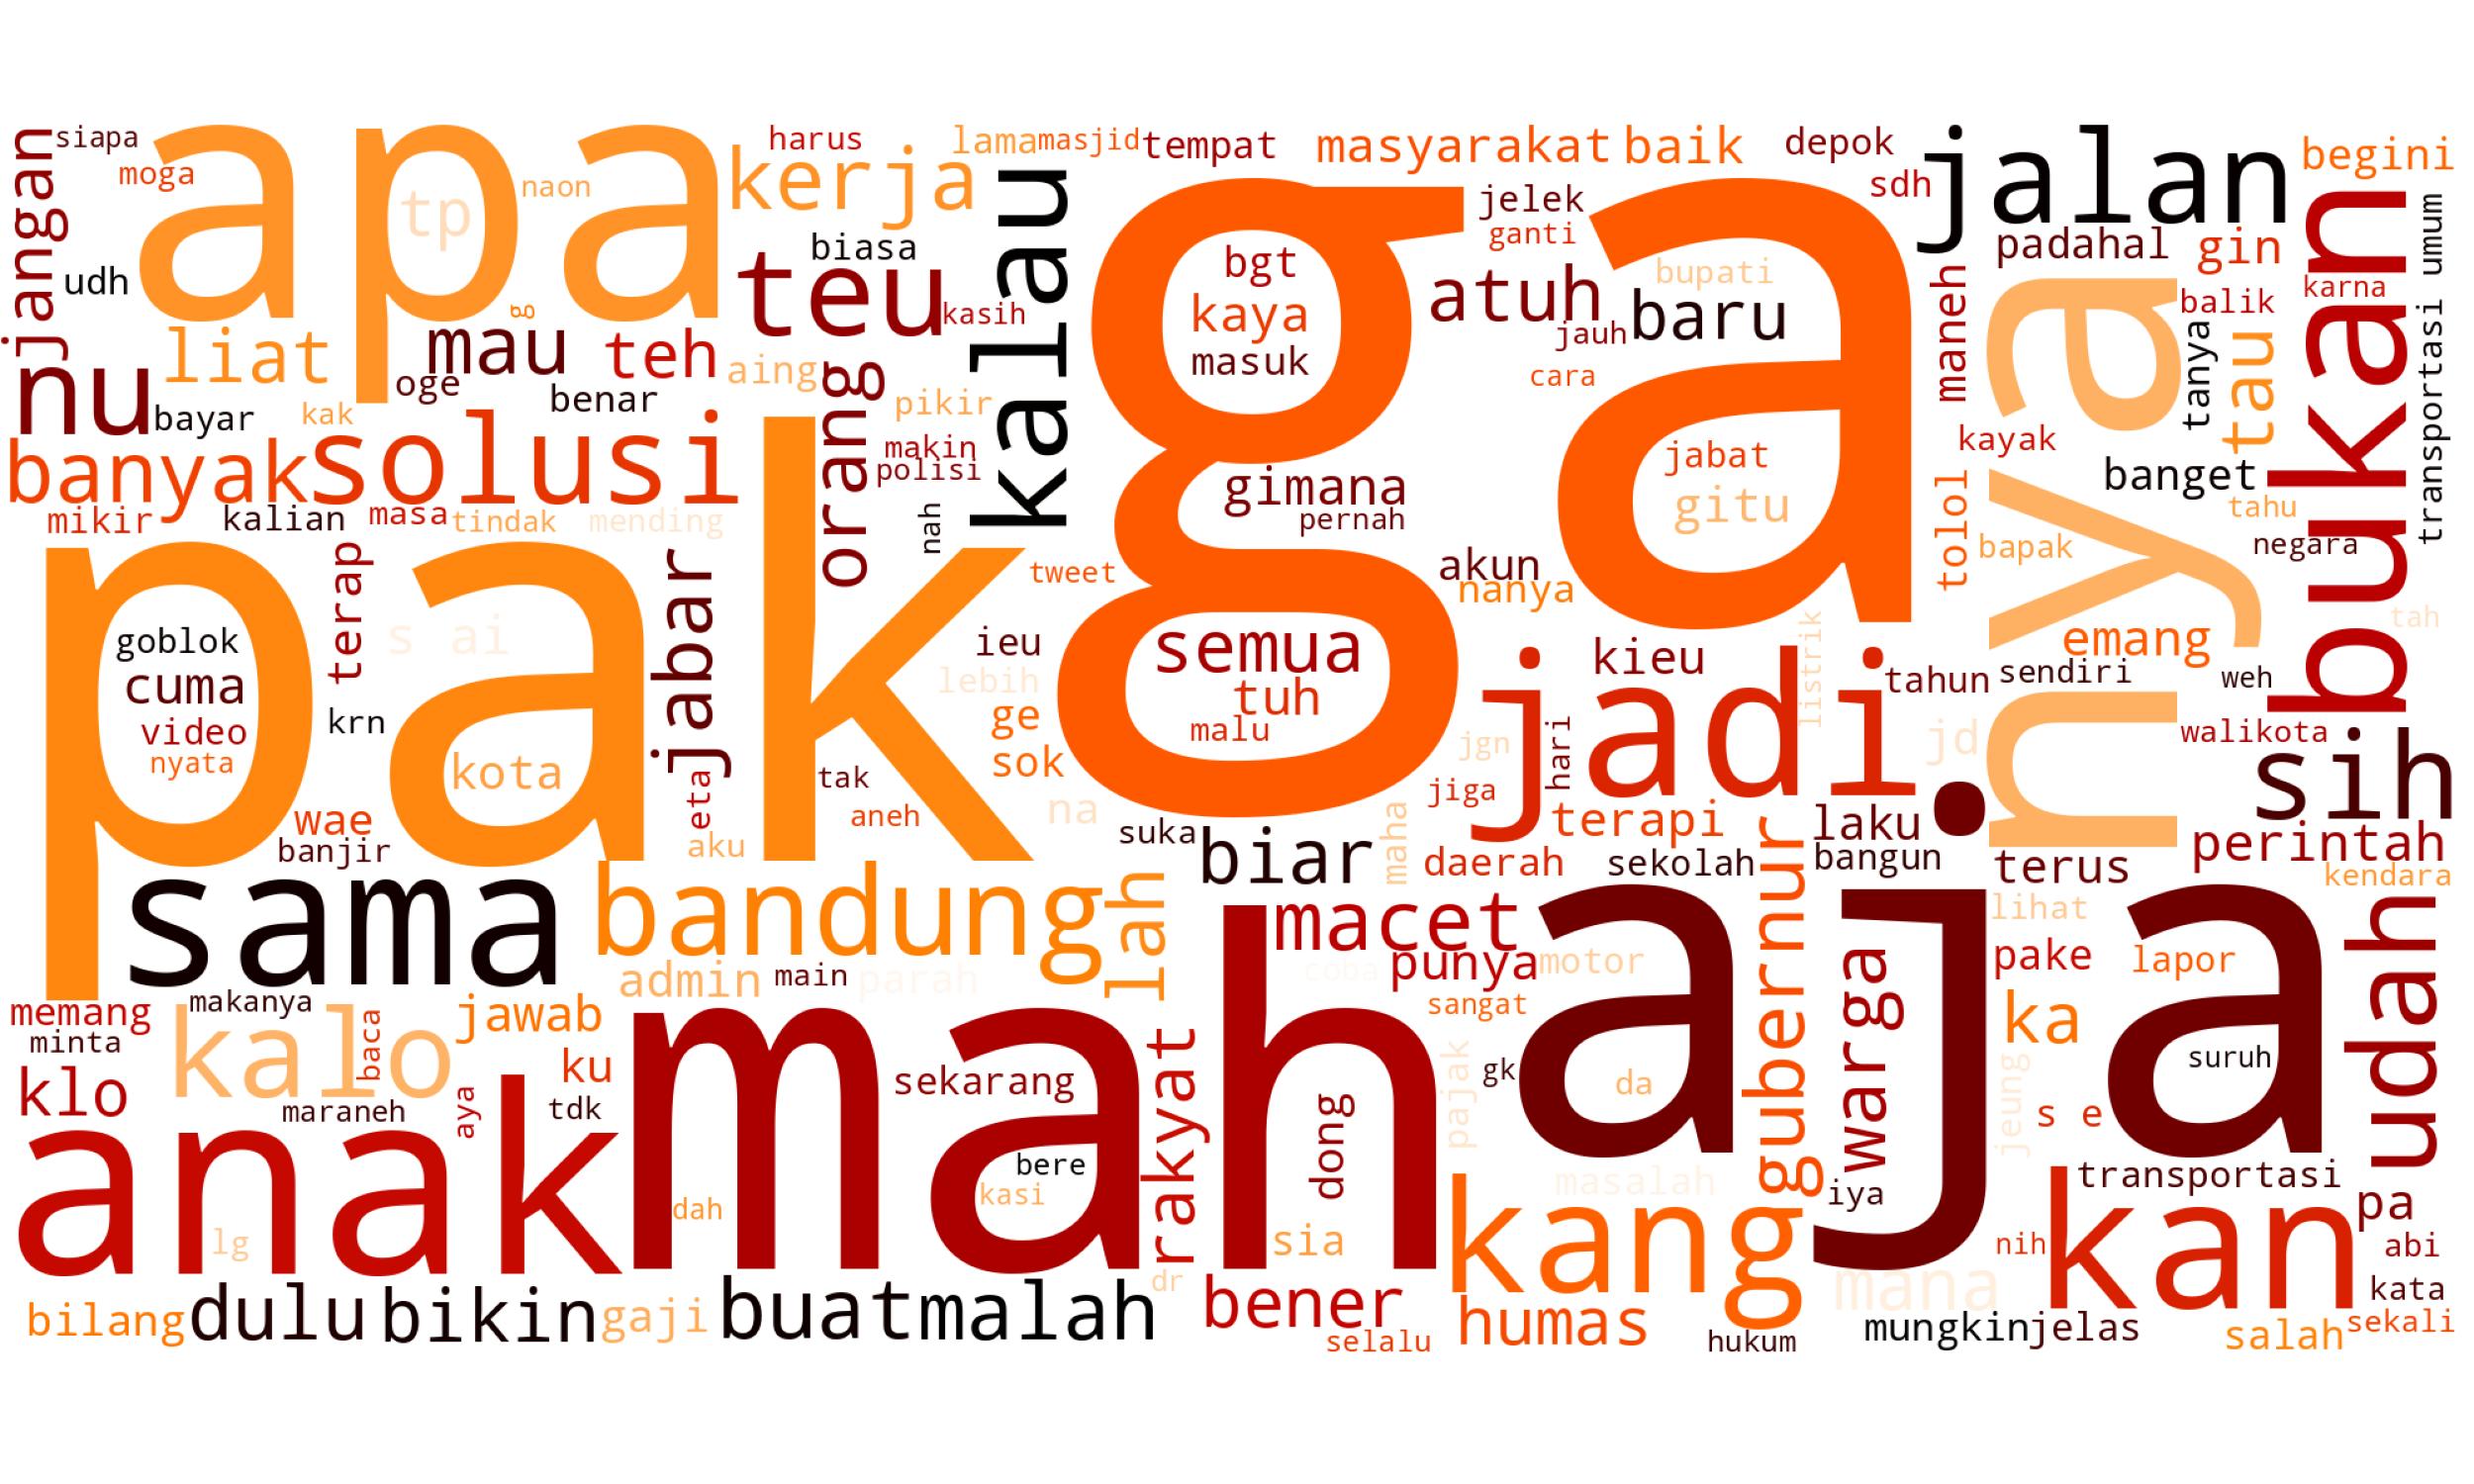 siapa
moga
jangan
udh
apa
tp
naon
g
harus
kerja
biasa
teu
kasih
lama
masjid
tempat
kalau
masyarakat
baik
depok
sdh
jalan
begini
padahal
gin
balik
karna
bukan
transportasi umum
jelek
ganti
bgt
kaya
masuk
ga
atuh
bupati
baru
jauh
cara
maneh
nya
tanya
tau
nu
liat
mau
teh
aing
oge
benar
bayar
kak
orang
pikir
makin
polisi
nah
banyak
solusi
mikir
kalian
masa
tindak
mending
gimana
pernah
jabat
gitu
kayak
tolol
bapak
banget
tahu
negara
tah
tweet
akun
nanya
pak
goblok
cuma
video
nyata
terap
s ai
krn
kota
jabar
eta
aku
tak
aneh
ieu
lebih
ge
sok
na
semua
tuh
malu
jgn
jiga
hari
jadi
kieu
listrik
tahun
sendiri
emang
weh
jd
walikota
sih
wae
banjir
suka
biar
maha
terapi
daerah
sekolah
laku
bangun
terus
perintah
kendara
sama
bandung
lah
admin
main
parah
macet
punya
coba
motor
sangat
gubernur
warga
lihat
pake
lapor
udah
memang
minta
makanya
kalo
baca
jawab
ku
klo
maraneh
aya
tdk
mah
sekarang
rakyat
dong
pajak
gk
da
aja
suruh
ka
jeung
s e
anak
lg
dah
bere
kasi
sia
dr
masalah
kang
iya
transportasi
pa
abi
nih
kan
kata
bilang
dulu
bikin
gaji
buat
malah
bener
selalu
humas
hukum
mana
mungkin
jelas
salah
sekali